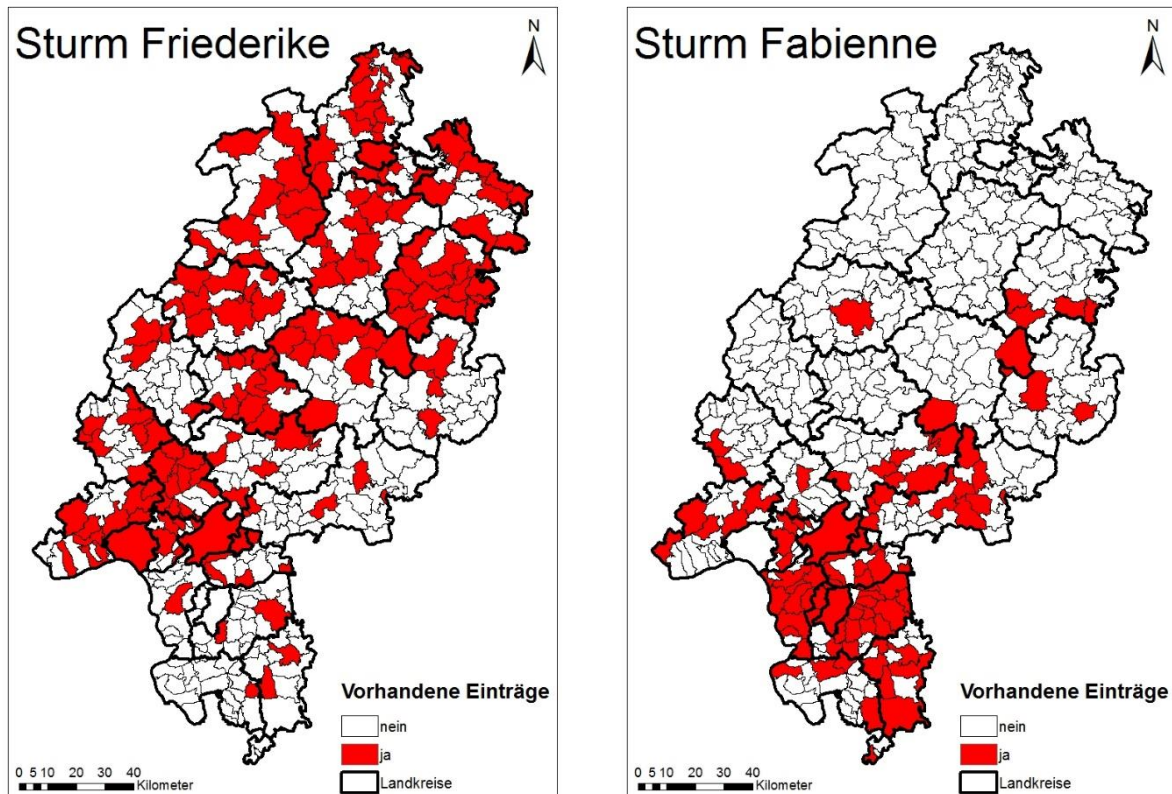 Sturm Friederike
N
Vorhandene Einträge
nein
ja
Landkreise
0 5 10 20 30 40
Kilometer
Sturm Fabienne
N
Vorhandene Einträge
nein
ja
Landkreise
0 5 10 20 30 40
Kilometer